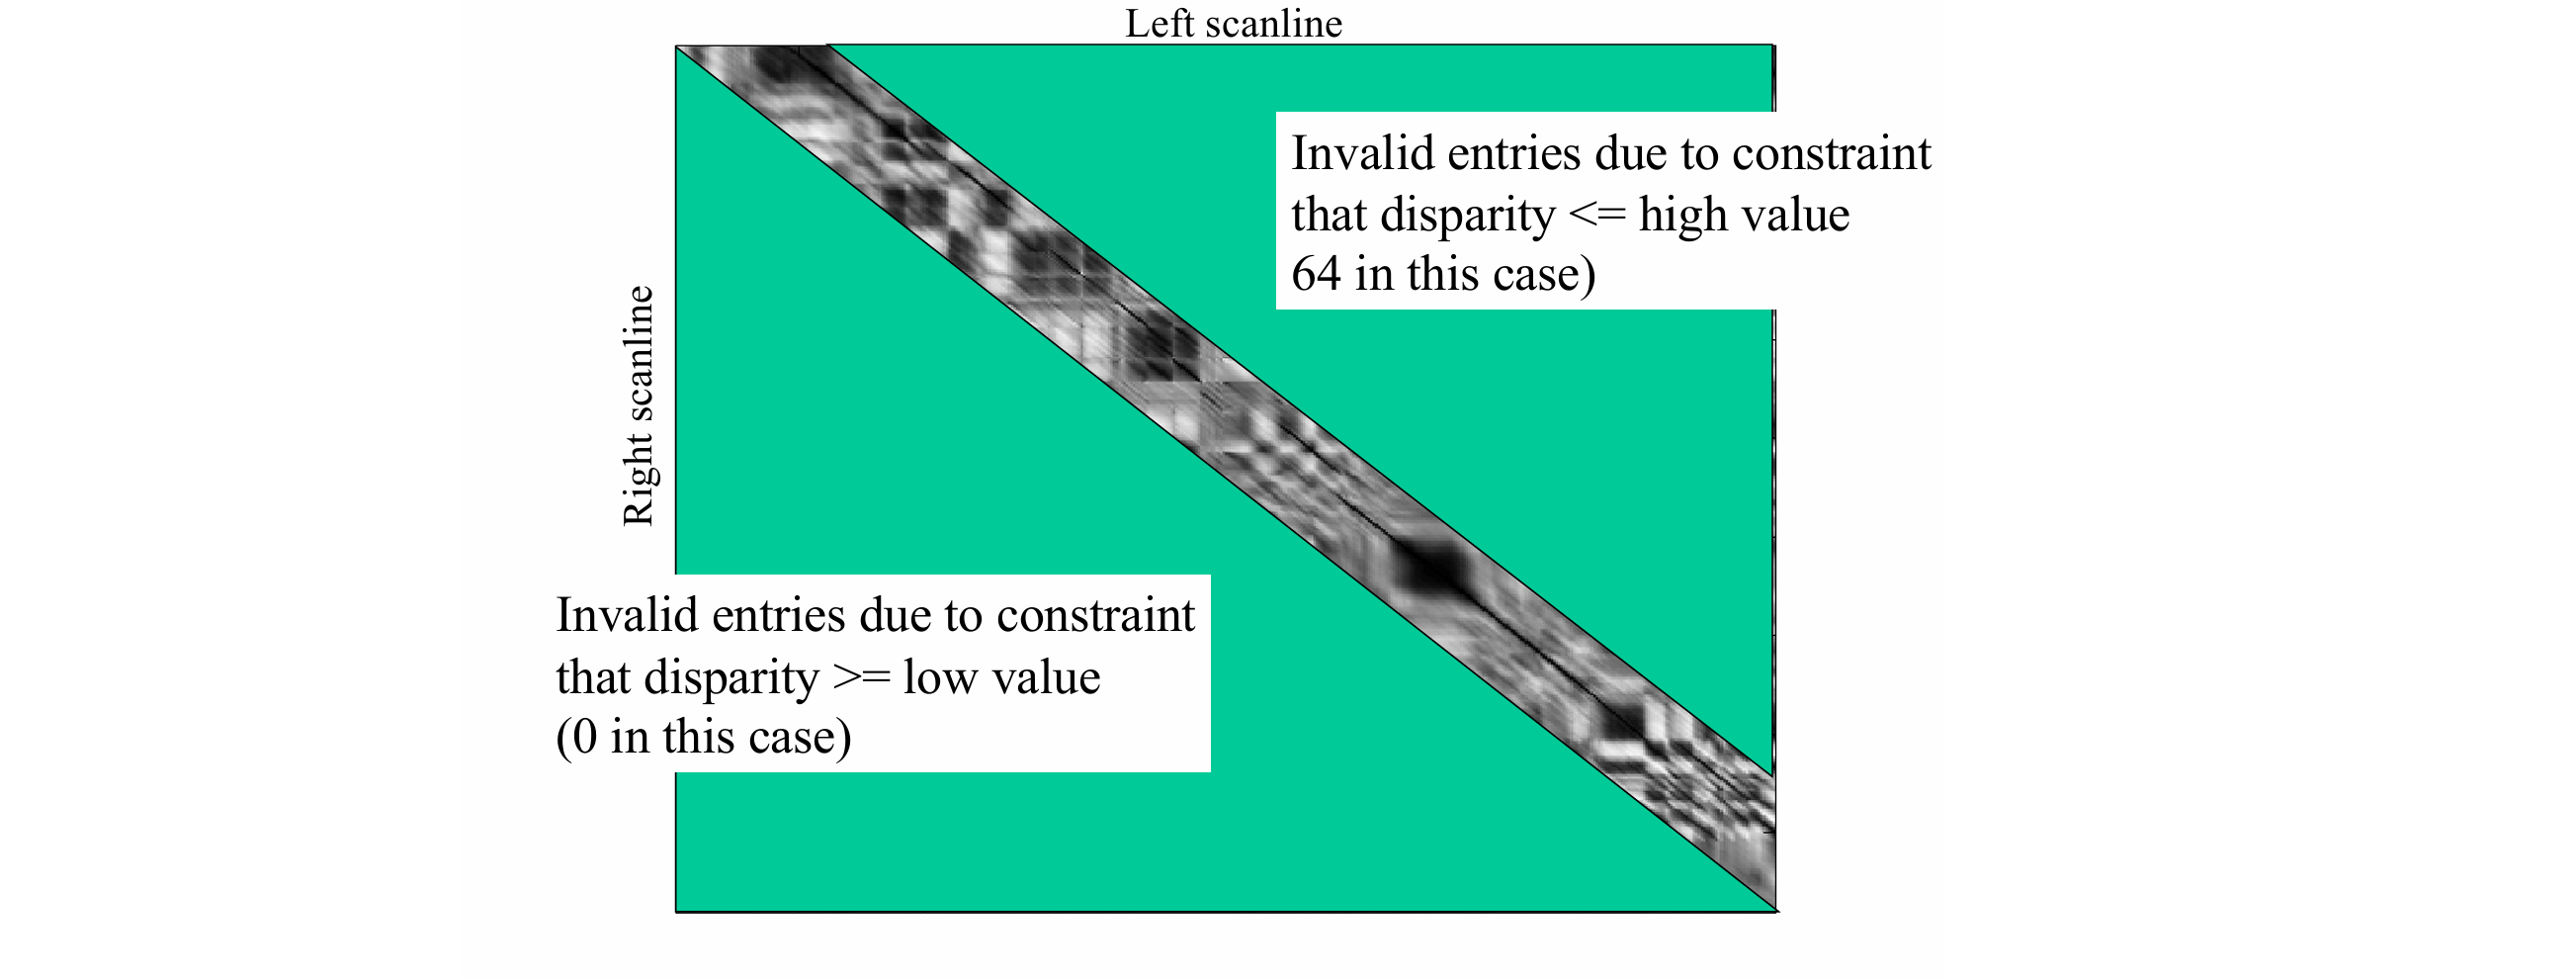 Left scanline
Invalid entries due to constraint
that disparity <= high value
64 in this case)
Right scanline
Invalid entries due to constraint
that disparity >= low value
(0 in this case)